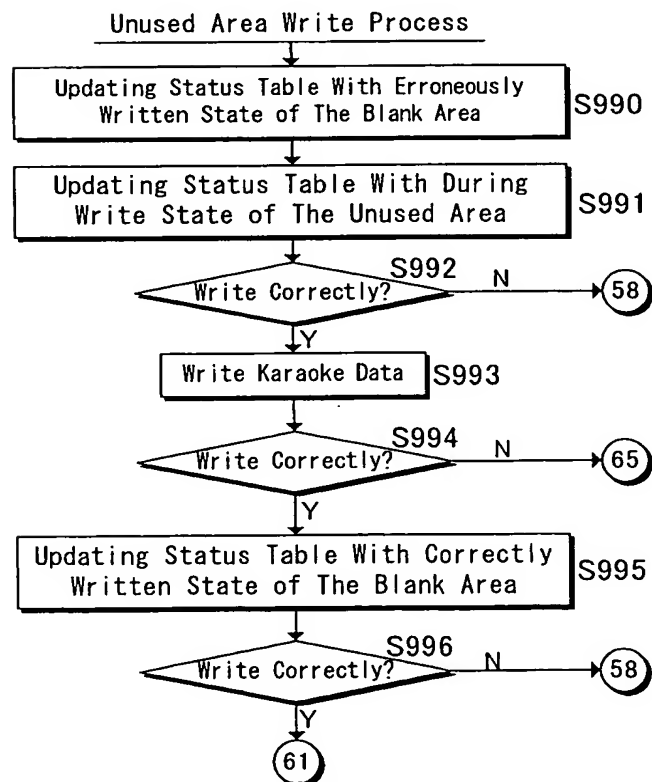 Unused Area Write Process
Updating Status Table With Erroneously
Written State of The Blank Area
S990
Updating Status Table With During
Write State of The Unused Area
S991
S992
Write Correctly?
N
58
Y
Write Karaoke Data
S993
S994
Write Correctly?
N
65
Y
Updating Status Table With Correctly
Written State of The Blank Area
S995
S996
Write Correctly?
N
58
Y
61